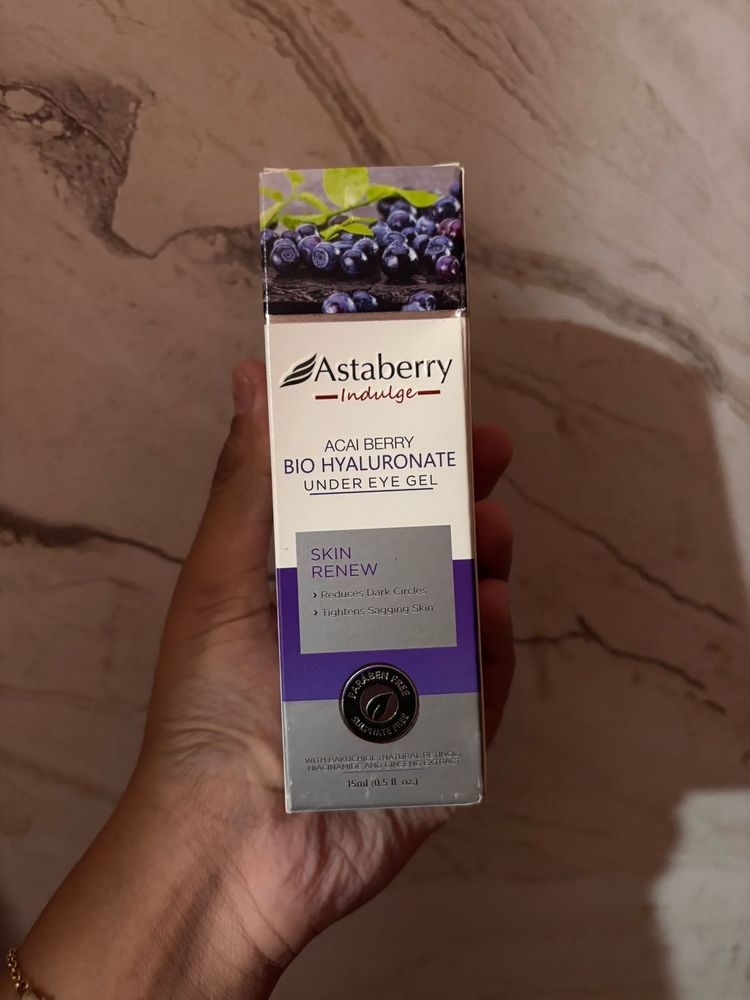 Astaberry
Indulge
ACAI BERRY
BIO HYALURONATE
UNDER EYE GEL
SKIN
RENEW
› Reduces Dark Circles
› Tightens Sagging Skin
PARABEN FREE
SULPHATE FREE
WITH BAKUCHIOL (NATURAL RETINOL),
NIACINAMIDE AND GINSENG EXTRACT
15ml (0.5 fl. oz.)